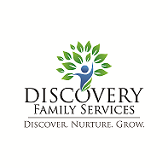 DISCOVERY
FAMILY SERVICES
DISCOVER. NURTURE. GROW.